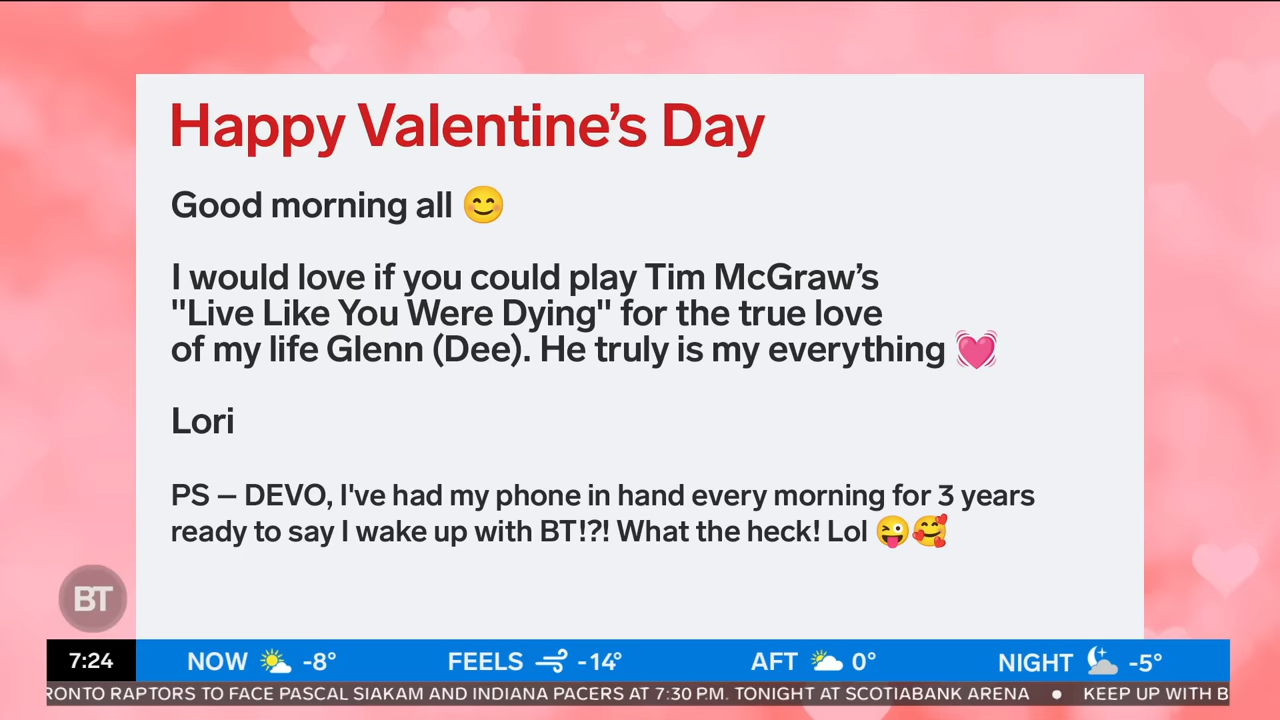 Happy Valentine’s Day
Good morning all 😊
I would love if you could play Tim McGraw’s
"Live Like You Were Dying" for the true love
of my life Glenn (Dee). He truly is my everything 💓
Lori
PS – DEVO, I've had my phone in hand every morning for 3 years
ready to say I wake up with BT!?! What the heck! Lol 😜🥰
BT
7:24 NOW -8° FEELS -14° AFT 0° NIGHT -5°
RONTO RAPTORS TO FACE PASCAL SIAKAM AND INDIANA PACERS AT 7:30 P.M. TONIGHT AT SCOTIABANK ARENA • KEEP UP WITH B